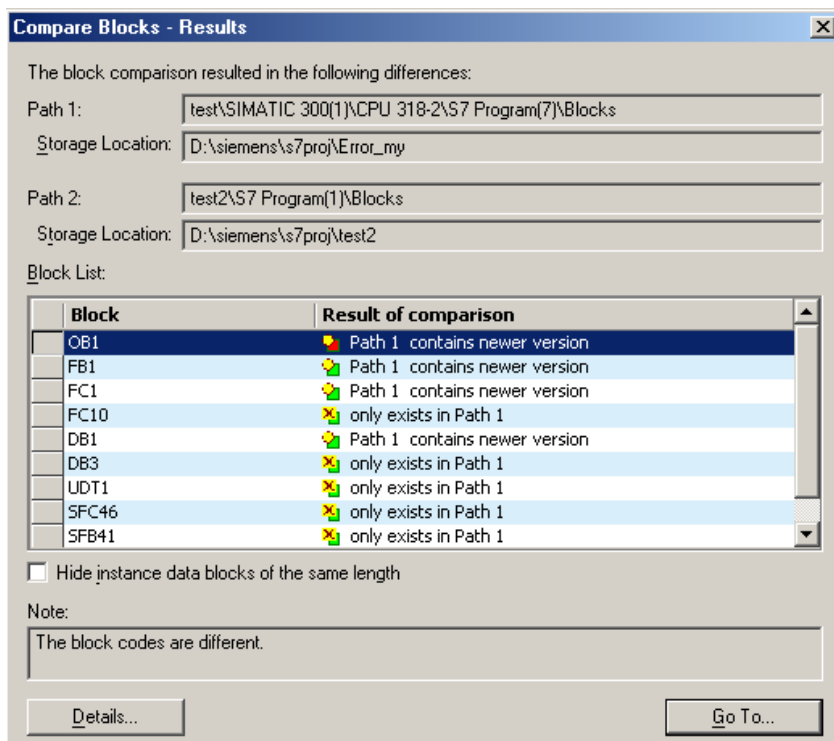 Compare Blocks - Results
The block comparison resulted in the following differences:
Path 1: test\SIMATIC 300(1)\CPU 318-2\S7 Program(7)\Blocks
Storage Location: D:\siemens\s7proj\Error_my
Path 2: test2\S7 Program(1)\Blocks
Storage Location: D:\siemens\s7proj\test2
Block List:
Block Result of comparison
OB1 Path 1 contains newer version
FB1 Path 1 contains newer version
FC1 Path 1 contains newer version
FC10 only exists in Path 1
DB1 Path 1 contains newer version
DB3 only exists in Path 1
UDT1 only exists in Path 1
SFC46 only exists in Path 1
SFB41 only exists in Path 1
Hide instance data blocks of the same length
Note:
The block codes are different.
Details... Go To...